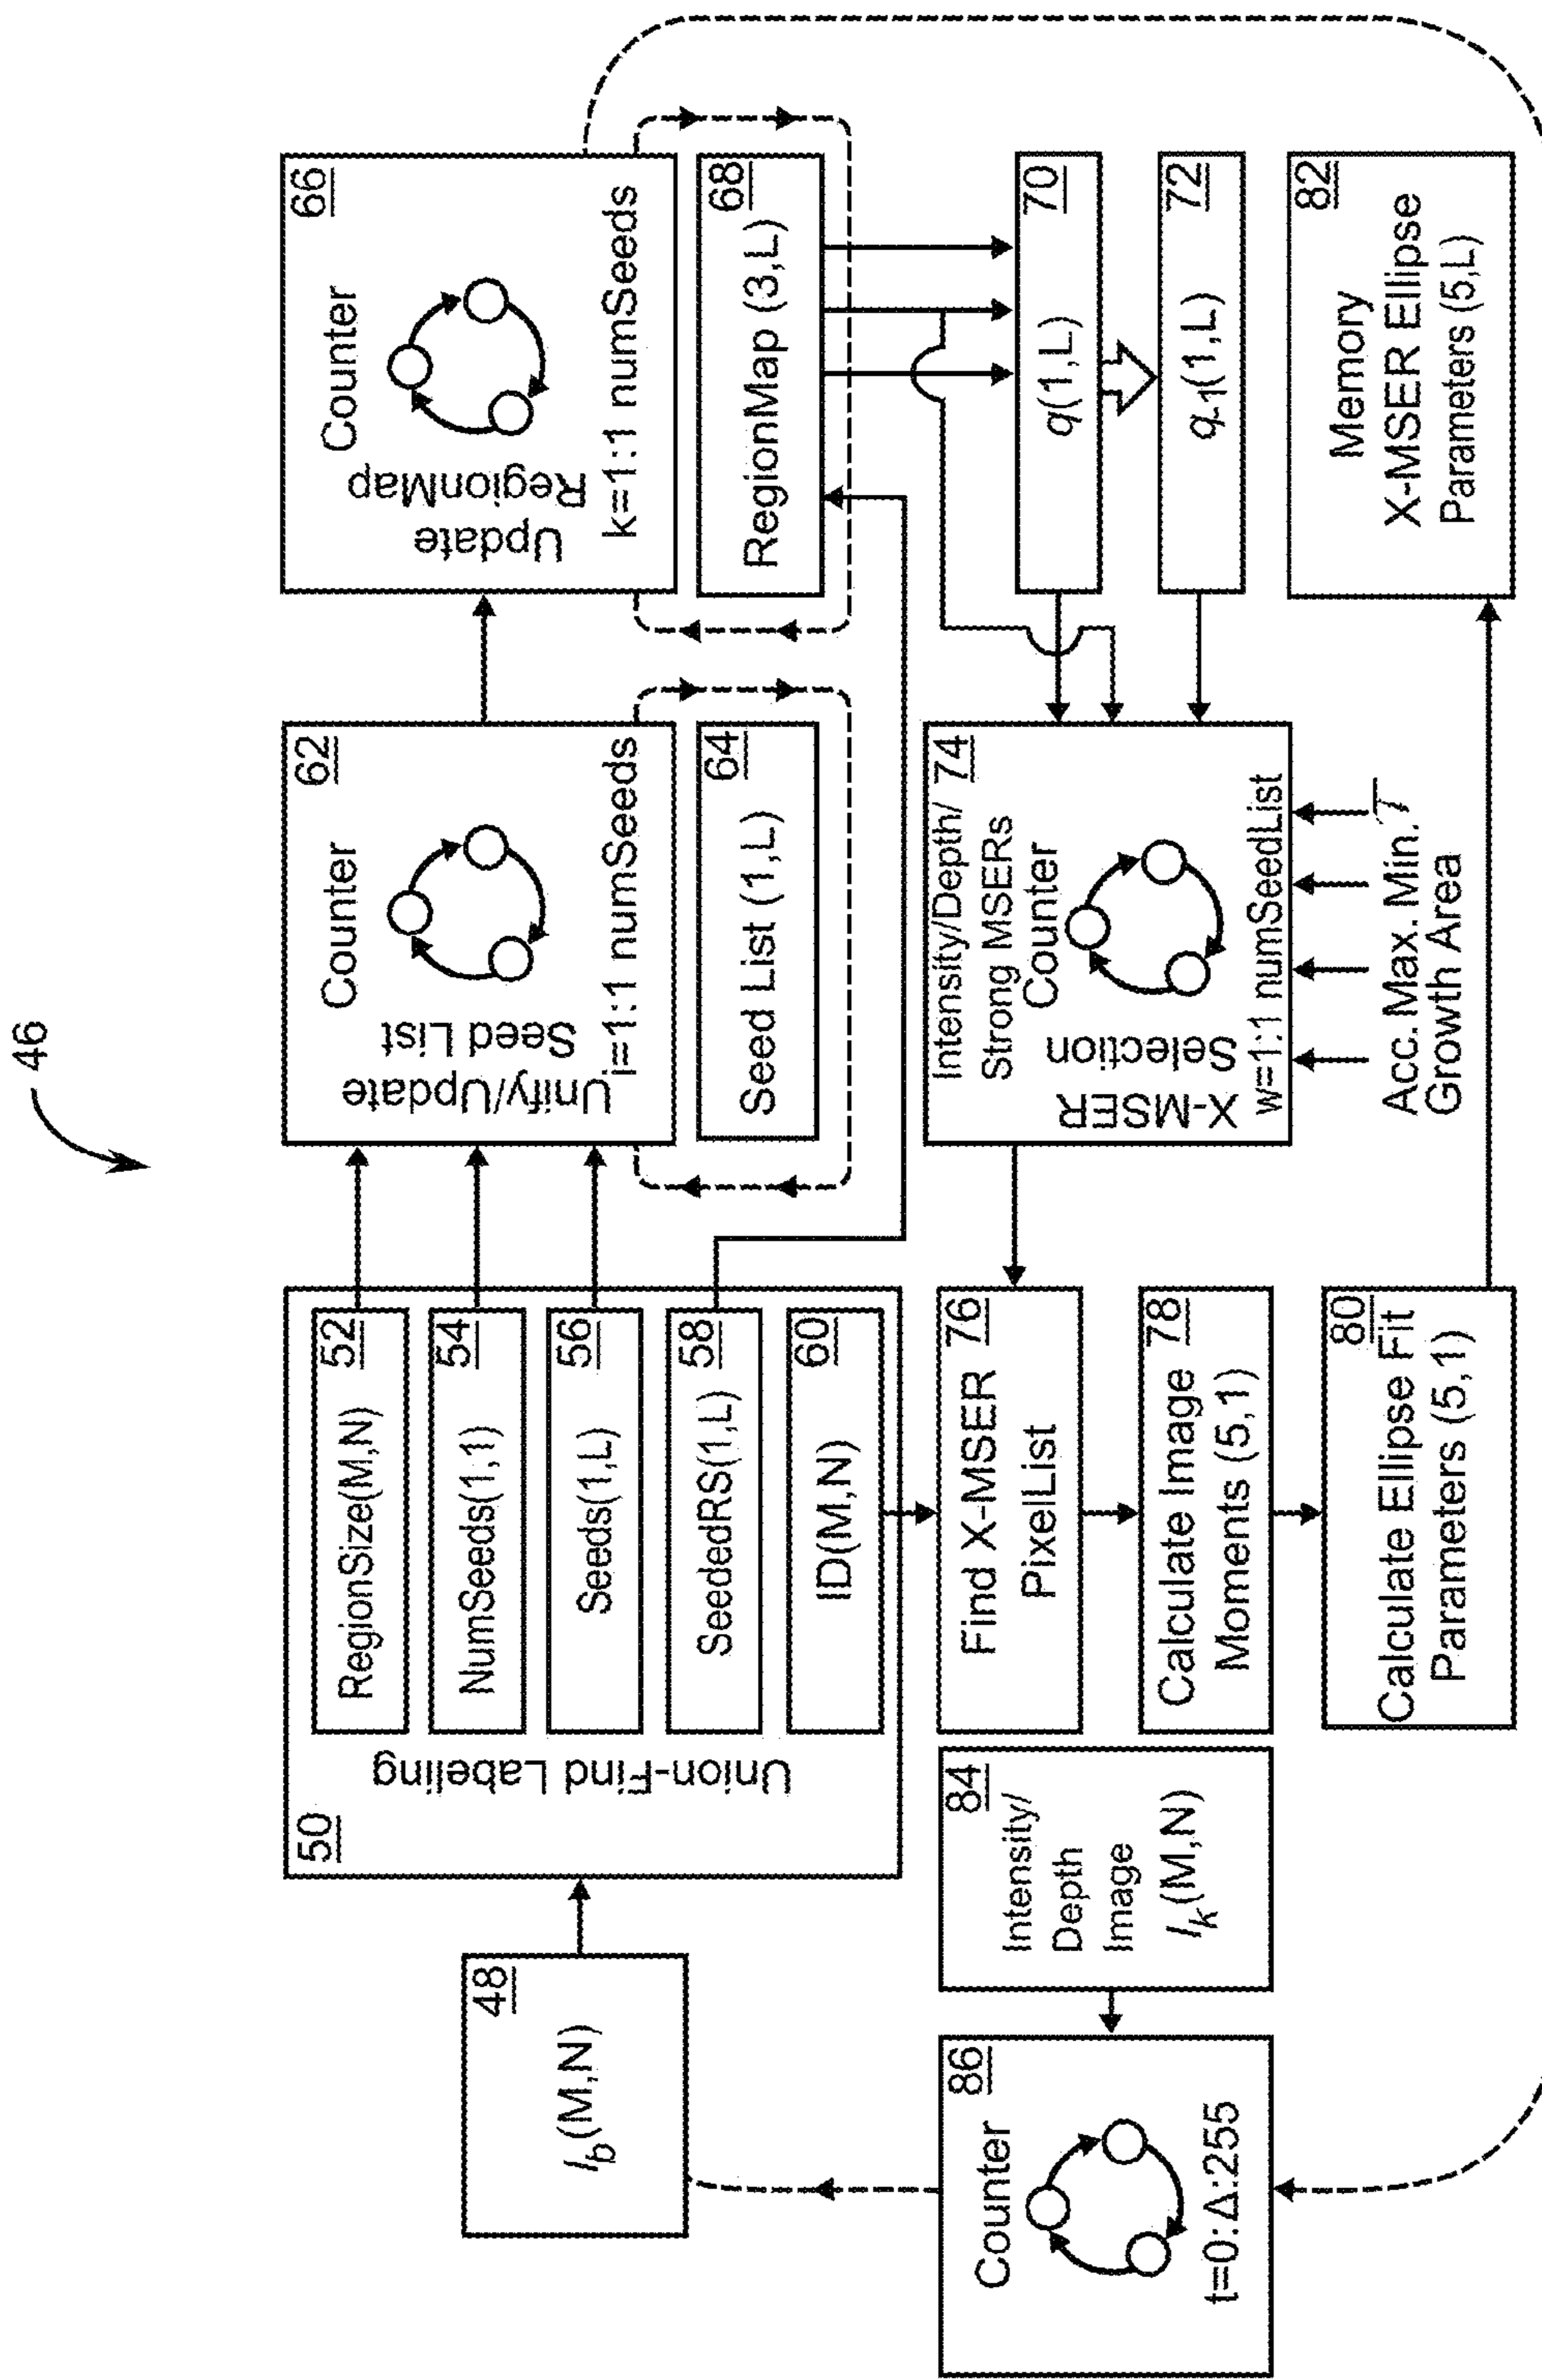 46
48
I_b(M,N)
50
Union-Find Labeling
52
RegionSize(M,N)
54
NumSeeds(1,1)
56
Seeds(1,L)
58
SeededRS(1,L)
60
ID(M,N)
62
Counter
Unify/Update
Seed List
i=1:1 numSeeds
64
Seed List (1,L)
66
Counter
Update
RegionMap
k=1:1 numSeeds
68
RegionMap (3,L)
70
q(1,L)
72
q-1(1,L)
74
Intensity/Depth/
Strong MSERs
Counter
X-MSER
Selection
w=1:1 numSeedList
Acc. Max. Min.
Growth Area
76
Find X-MSER
PixelList
78
Calculate Image
Moments (5,1)
80
Calculate Ellipse Fit
Parameters (5,1)
82
Memory
X-MSER Ellipse
Parameters (5,L)
84
Intensity/
Depth
Image
I_k(M,N)
86
Counter
t=0:Δ:255